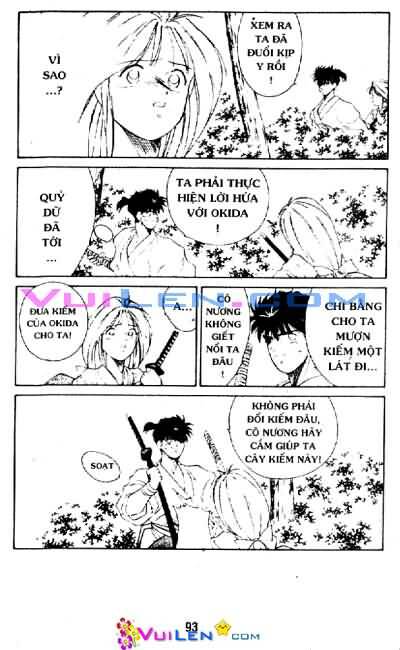 VÌ
SAO
...?
XEM RA
TA ĐÃ
ĐUỔI KỊP
Y RỒI
!
QUỶ
DỮ
ĐÃ
TỚI
...
TA PHẢI THỰC
HIỆN LỜI HỨA
VỚI OKIDA
!
VuiLen.com
ĐƯA KIẾM
CỦA OKIDA
CHO TA!
A...
CÔ
NƯƠNG
KHÔNG
GIẾT
NỔI TA
ĐÂU !
CHI BẰNG
CHO TA
MƯỢN
KIẾM MỘT
LÁT ĐI...
KHÔNG PHẢI
ĐỔI KIẾM ĐÂU,
CÔ NƯƠNG HÃY
CẦM GIÚP TA
CÂY KIẾM NÀY!
SOẠT
93
VuiLen.com